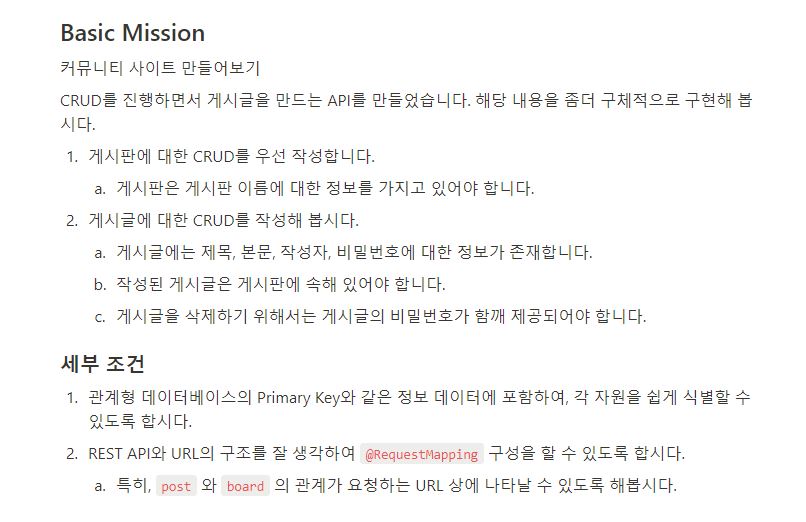 Basic Mission
커뮤니티 사이트 만들어보기
CRUD를 진행하면서 게시글을 만드는 API를 만들었습니다. 해당 내용을 좀더 구체적으로 구현해 봅
시다.
1. 게시판에 대한 CRUD를 우선 작성합니다.
a. 게시판은 게시판 이름에 대한 정보를 가지고 있어야 합니다.
2. 게시글에 대한 CRUD를 작성해 봅시다.
a. 게시글에는 제목, 본문, 작성자, 비밀번호에 대한 정보가 존재합니다.
b. 작성된 게시글은 게시판에 속해 있어야 합니다.
c. 게시글을 삭제하기 위해서는 게시글의 비밀번호가 함깨 제공되어야 합니다.
세부 조건
1. 관계형 데이터베이스의 Primary Key와 같은 정보 데이터에 포함하여, 각 자원을 쉽게 식별할 수
있도록 합시다.
2. REST API와 URL의 구조를 잘 생각하여 @RequestMapping 구성을 할 수 있도록 합시다.
a. 특히, post 와 board 의 관계가 요청하는 URL 상에 나타날 수 있도록 해봅시다.